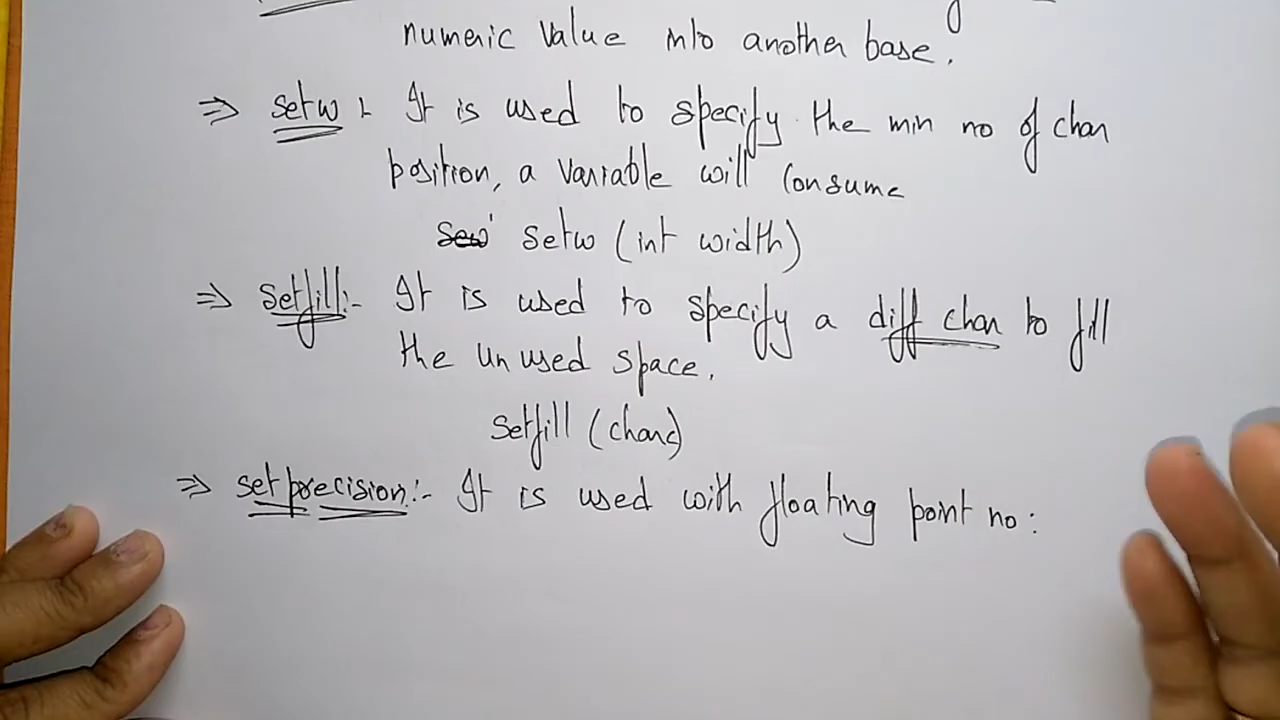 numeric value into another base.
⇒ setw :- It is used to specify the min no of char
position, a variable will consume
setw (int width)
⇒ setfill:- It is used to specify a diff char to fill
the unused space.
setfill (char c)
⇒ setprecision:- It is used with floating point no: